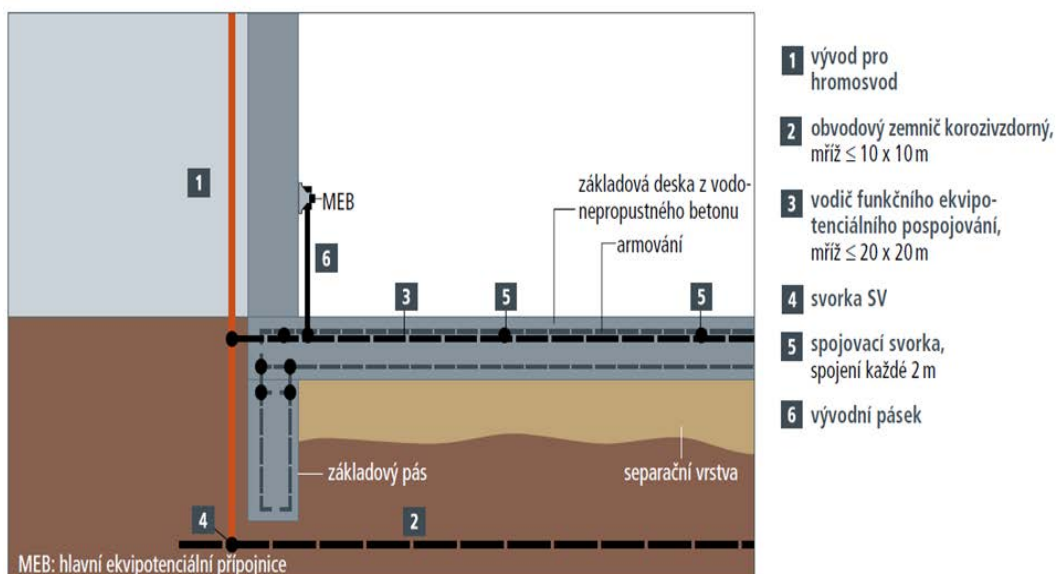 1
MEB
6
3
5
5
základová deska z vodo-
nepropustného betonu
armování
základový pás
separační vrstva
4
2
MEB: hlavní ekvipotenciální přípojnice
1 vývod pro
hromosvod
2 obvodový zemnič korozivzdorný,
mříž ≤ 10 x 10 m
3 vodič funkčního ekvipo-
tenciálního pospojování,
mříž ≤ 20 x 20 m
4 svorka SV
5 spojovací svorka,
spojení každé 2 m
6 vývodní pásek